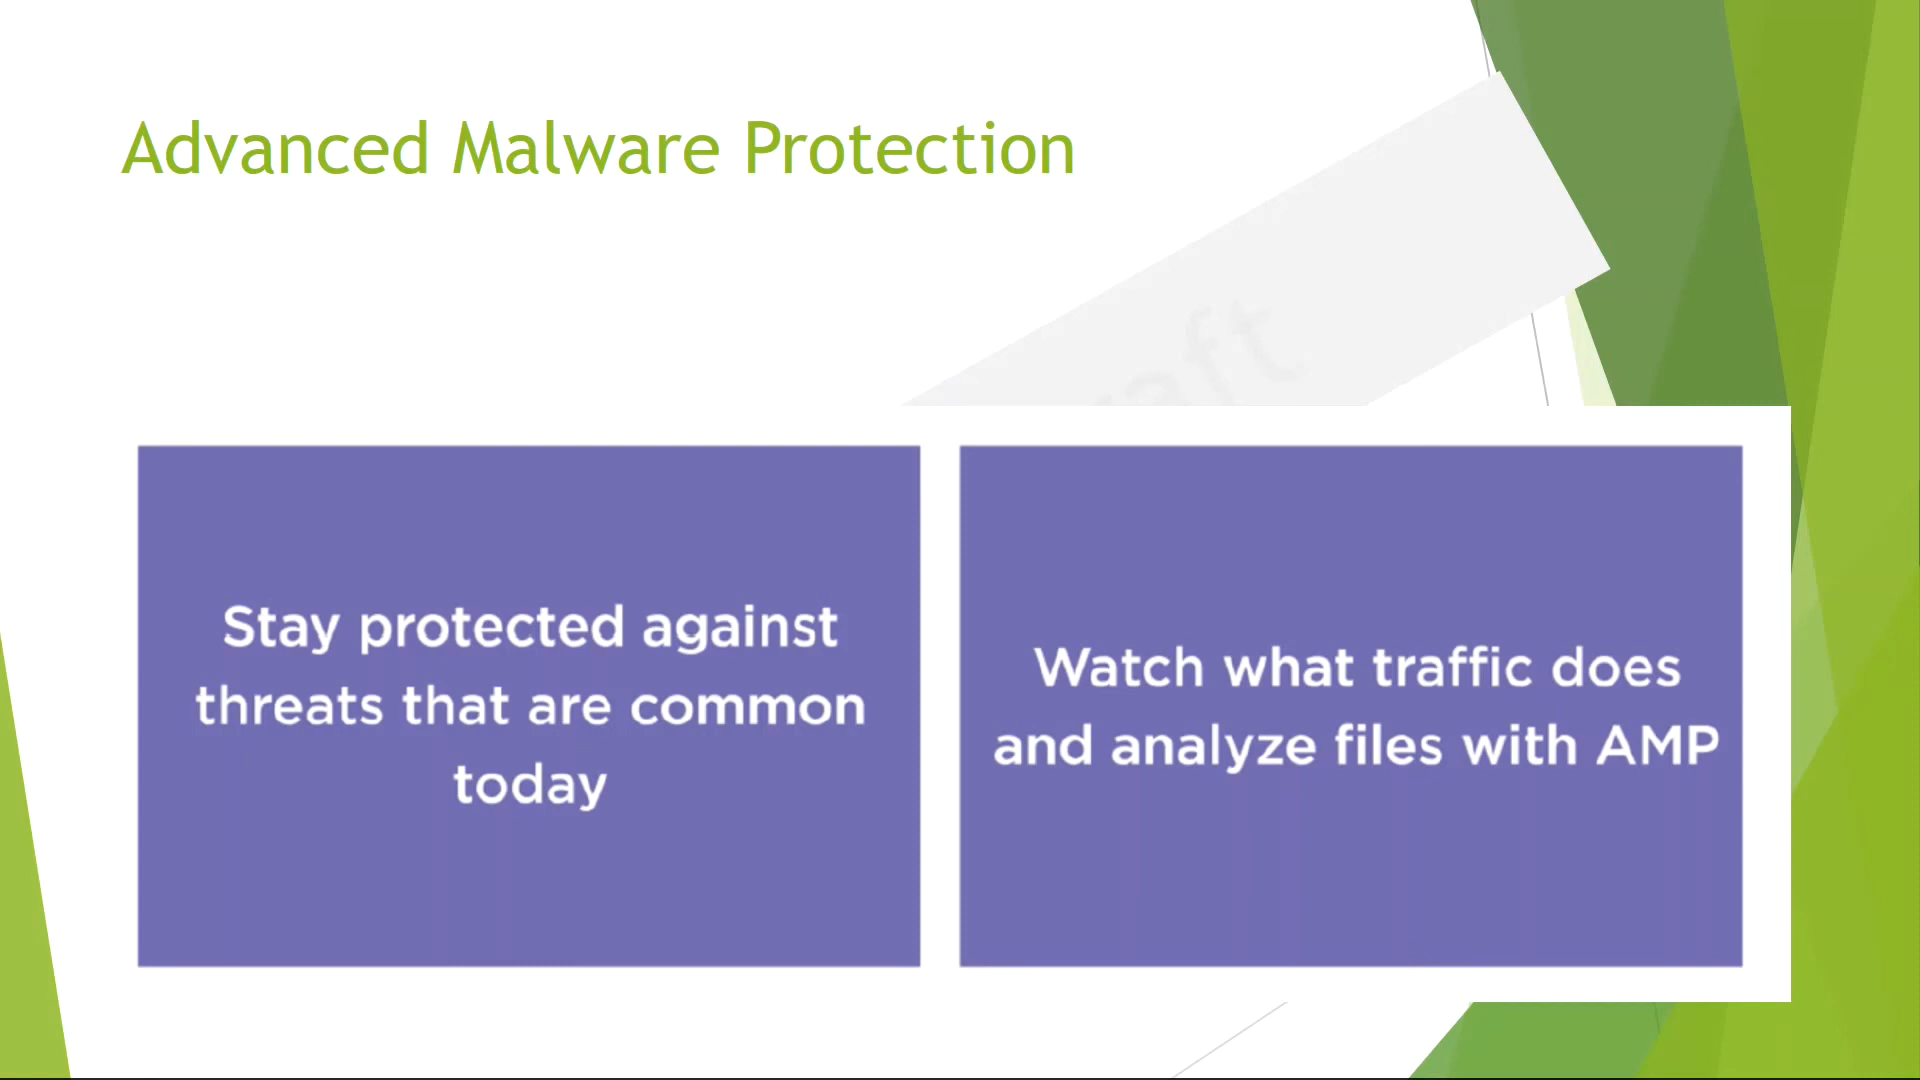 Advanced Malware Protection
Stay protected against
threats that are common
today
Watch what traffic does
and analyze files with AMP